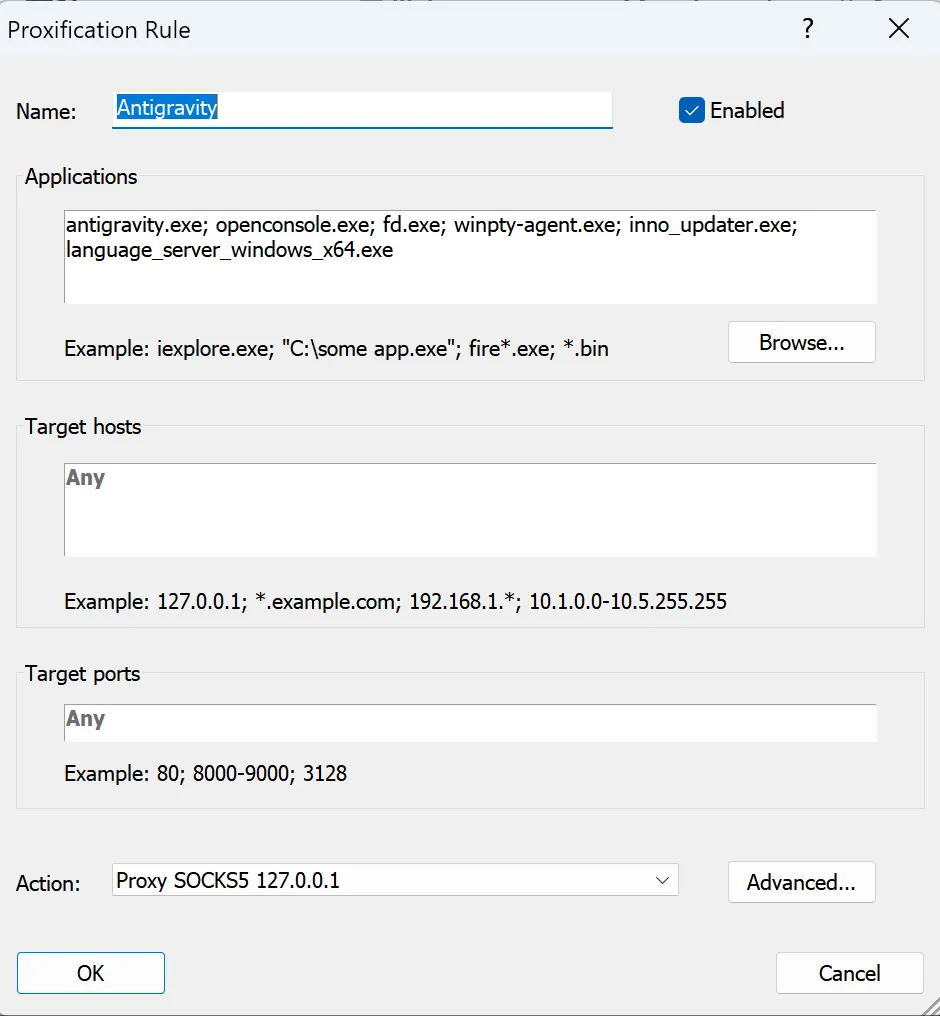 Proxification Rule
?
Name:
Antigravity
Enabled
Applications
antigravity.exe; openconsole.exe; fd.exe; winpty-agent.exe; inno_updater.exe;
language_server_windows_x64.exe
Example: iexplore.exe; "C:\some app.exe"; fire*.exe; *.bin
Browse...
Target hosts
Any
Example: 127.0.0.1; *.example.com; 192.168.1.*; 10.1.0.0-10.5.255.255
Target ports
Any
Example: 80; 8000-9000; 3128
Action:
Proxy SOCKS5 127.0.0.1
Advanced...
OK
Cancel